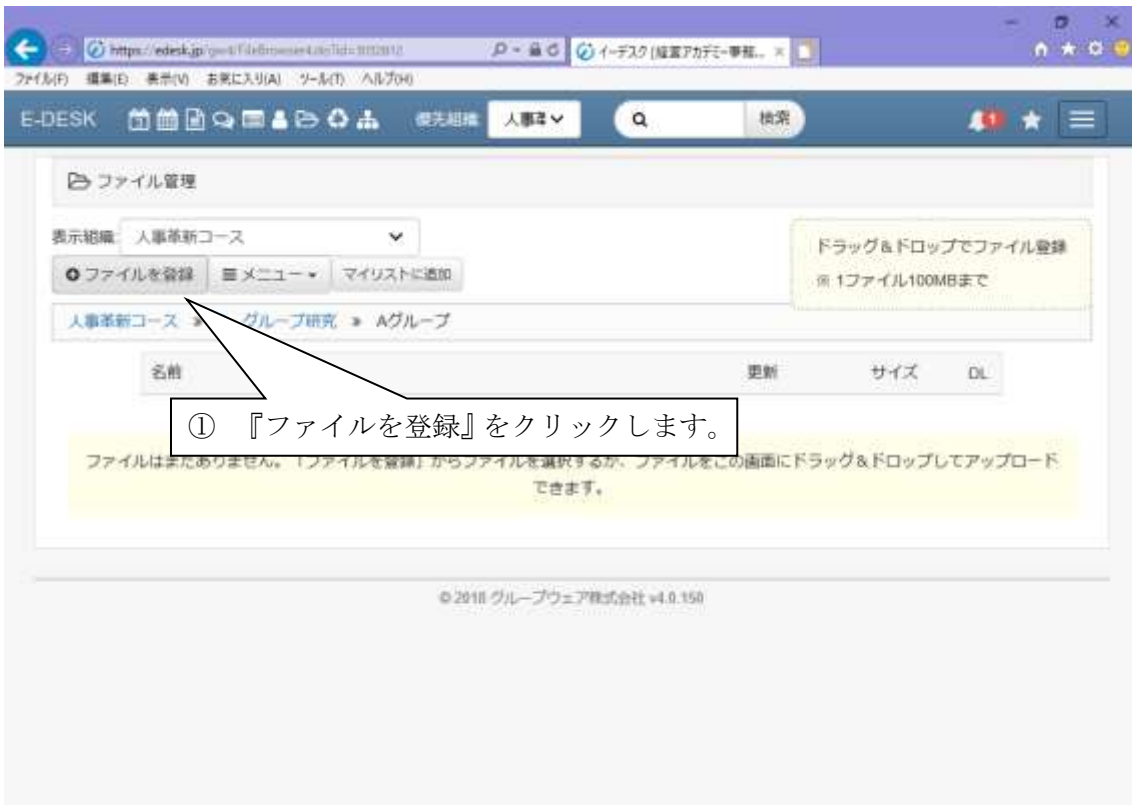 https://edesk.jp/
イーデスク (経営アカデミー事務...
ファイル(F) 編集(E) 表示(V) お気に入り(A) ツール(T) ヘルプ(H)
E-DESK 優先組織 人事革 検索 1
ファイル管理
表示組織: 人事革新コース
ドラッグ&ドロップでファイル登録
ファイルを登録 メニュー マイリストに追加
※ 1ファイル100MBまで
人事革新コース » グループ研究 » Aグループ
名前 更新 サイズ DL
① 『ファイルを登録』をクリックします。
ファイルはまだありません。「ファイルを登録」からファイルを選択するか、ファイルをこの画面にドラッグ&ドロップしてアップロード
できます。
© 2018 グループウェア株式会社 v4.0.150